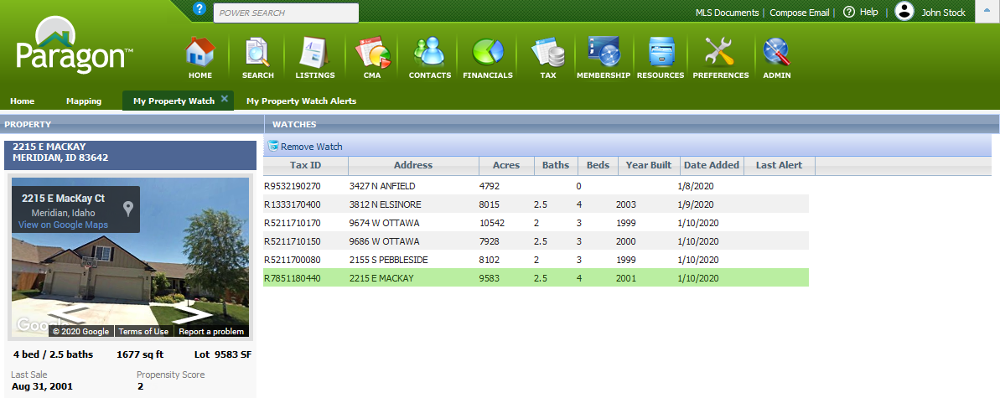 ? POWER SEARCH MLS Documents | Compose Email | ? Help | John Stock
Paragon™
HOME SEARCH LISTINGS CMA CONTACTS FINANCIALS TAX MEMBERSHIP RESOURCES PREFERENCES ADMIN
Home Mapping My Property Watch × My Property Watch Alerts
PROPERTY WATCHES
2215 E MACKAY
MERIDIAN, ID 83642
2215 E MacKay Ct
Meridian, Idaho
View on Google Maps
Google
© 2020 Google Terms of Use Report a problem
4 bed / 2.5 baths 1677 sq ft Lot 9583 SF
Last Sale Propensity Score
Aug 31, 2001 2
Remove Watch
Tax ID Address Acres Baths Beds Year Built Date Added Last Alert
R9532190270 3427 N ANFIELD 4792 0 1/8/2020
R1333170400 3812 N ELSINORE 8015 2.5 4 2003 1/9/2020
R5211710170 9674 W OTTAWA 10542 2 3 1999 1/10/2020
R5211710150 9686 W OTTAWA 7928 2.5 3 2000 1/10/2020
R5211700080 2155 S PEBBLESIDE 8102 2 3 1999 1/10/2020
R7851180440 2215 E MACKAY 9583 2.5 4 2001 1/10/2020